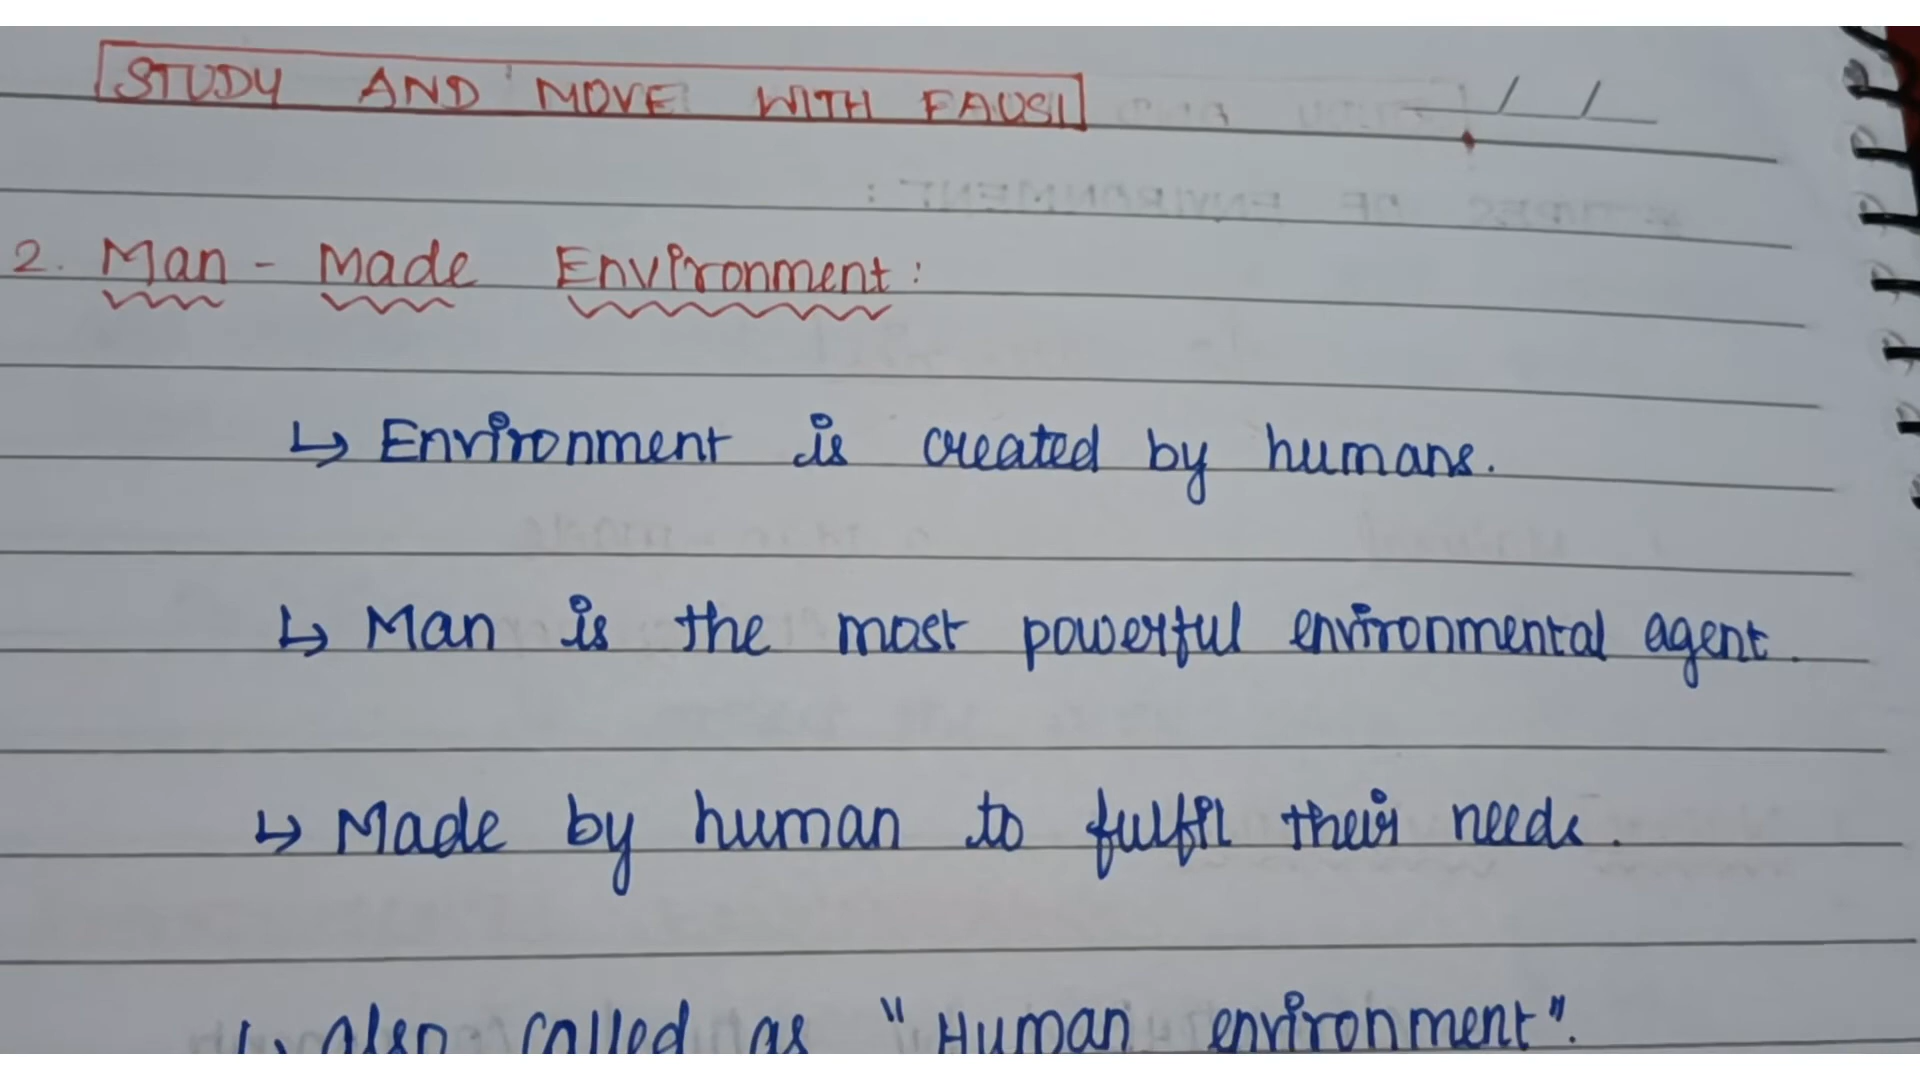 STUDY AND MOVE WITH FAUSI
2. Man - Made Environment:
↳ Environment is created by humans.
↳ Man is the most powerful environmental agent.
↳ Made by human to fulfil their needs.
↳ also called as "Human environment".